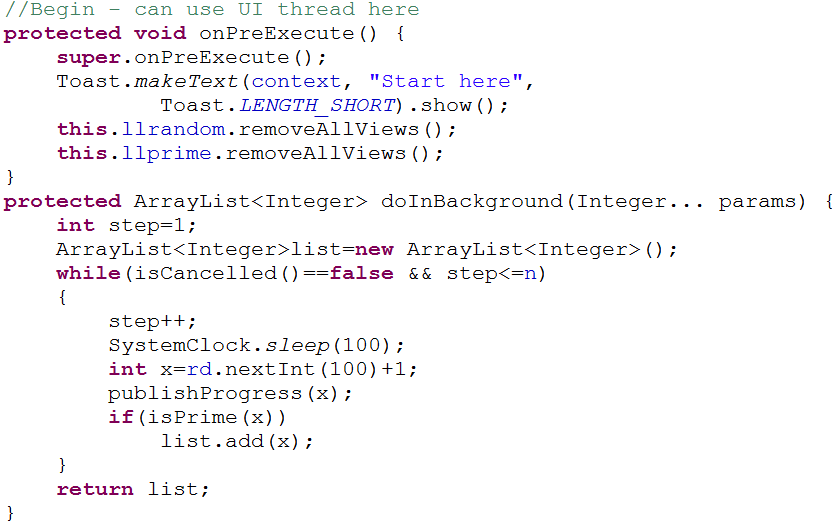 //Begin - can use UI thread here
protected void onPreExecute() {
    super.onPreExecute();
    Toast.makeText(context, "Start here",
            Toast.LENGTH_SHORT).show();
    this.llrandom.removeAllViews();
    this.llprime.removeAllViews();
}
protected ArrayList<Integer> doInBackground(Integer... params) {
    int step=1;
    ArrayList<Integer>list=new ArrayList<Integer>();
    while(isCancelled()==false && step<=n)
    {
        step++;
        SystemClock.sleep(100);
        int x=rd.nextInt(100)+1;
        publishProgress(x);
        if(isPrime(x))
            list.add(x);
    }
    return list;
}